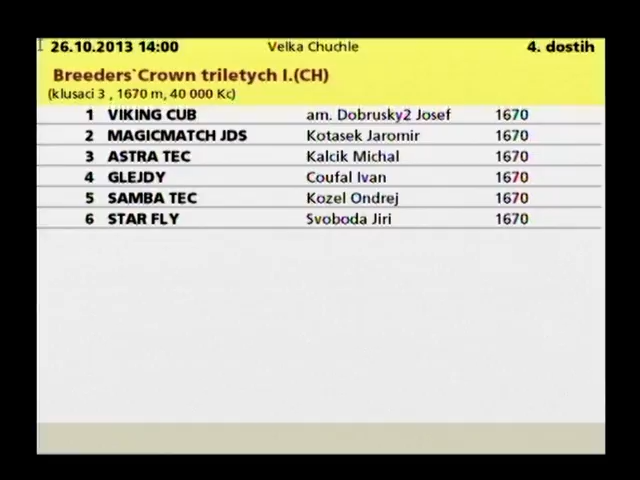 26.10.2013 14:00 Velka Chuchle 4. dostih
Breeders`Crown triletych I.(CH)
(klusaci 3 , 1670 m, 40 000 Kc)
1 VIKING CUB am. Dobrusky2 Josef 1670
2 MAGICMATCH JDS Kotasek Jaromir 1670
3 ASTRA TEC Kalcik Michal 1670
4 GLEJDY Coufal Ivan 1670
5 SAMBA TEC Kozel Ondrej 1670
6 STAR FLY Svoboda Jiri 1670